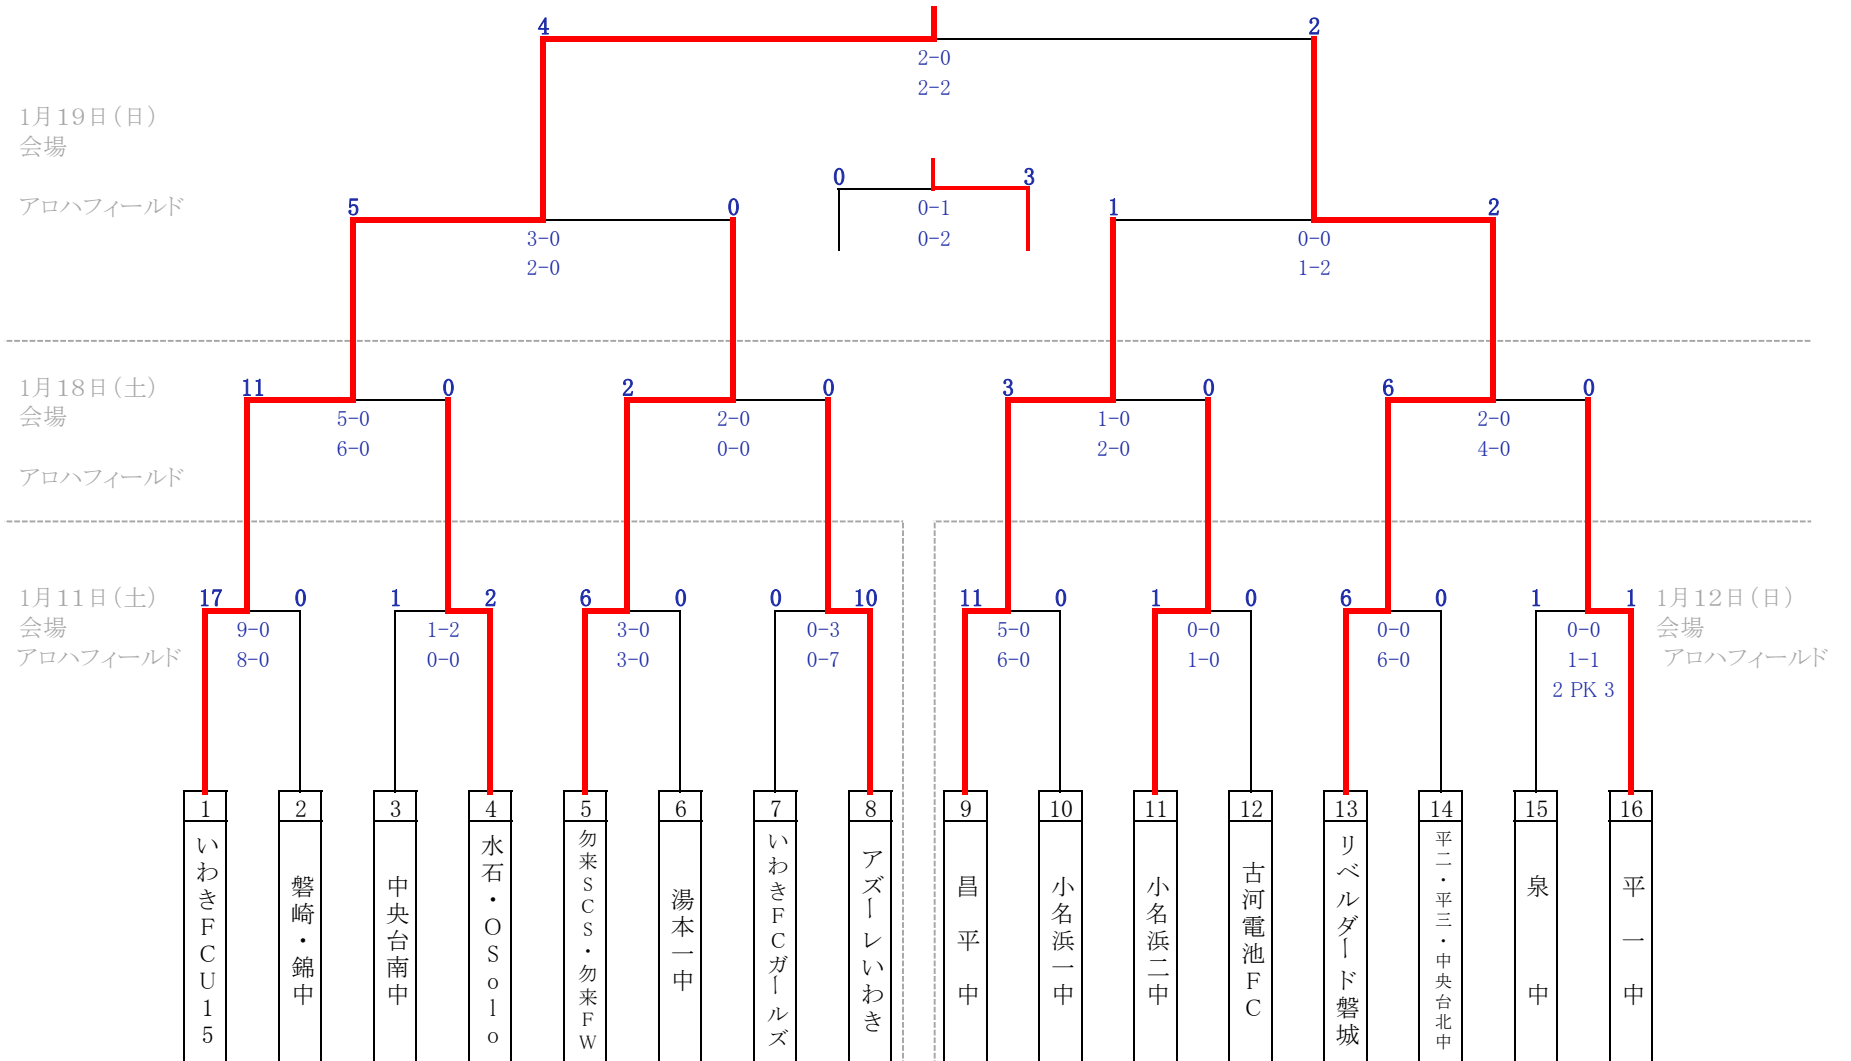 4 2
2-0
2-2
1月19日(日)
会場
アロハフィールド
0 3
0-1
0-2
5 0
3-0
2-0
1 2
0-0
1-2
1月18日(土)
会場
アロハフィールド
11 0
5-0
6-0
2 0
2-0
0-0
3 0
1-0
2-0
6 0
2-0
4-0
1月11日(土)
会場
アロハフィールド
17 0
9-0
8-0
1 2
1-2
0-0
6 0
3-0
3-0
0 10
0-3
0-7
11 0
5-0
6-0
1 0
0-0
1-0
6 0
0-0
6-0
1 1
0-0
1-1
2 PK 3
1月12日(日)
会場
アロハフィールド
1
いわきFCU15
2
磐崎・錦中
3
中央台南中
4
水石・OSolo
5
勿来SCS・勿来FW
6
湯本一中
7
いわきFCガールズ
8
アズーレいわき
9
昌平中
10
小名浜一中
11
小名浜二中
12
古河電池FC
13
リベルダード磐城
14
平二・平三・中央台北中
15
泉中
16
平一中